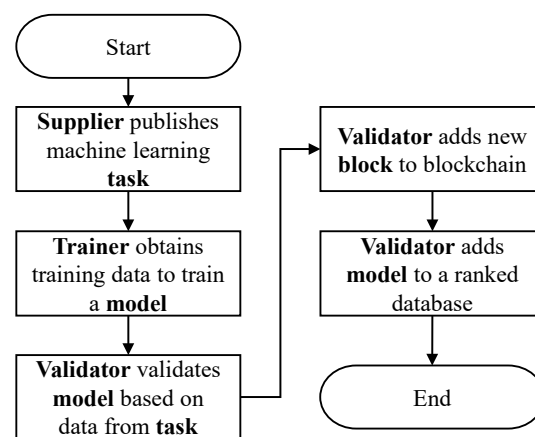 Start
Supplier publishes
machine learning
task
Trainer obtains
training data to train
a model
Validator validates
model based on
data from task
Validator adds new
block to blockchain
Validator adds
model to a ranked
database
End